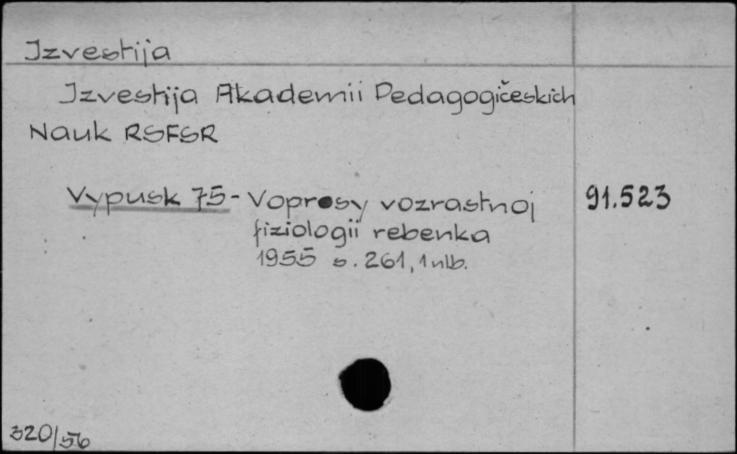 Izvestija
Izvestija Akademii Pedagogičeskich
Nauk RSFSR
Vypusk 75 - Voprosy vozrastnoj 91.523
fiziologii rebenka
1955 s. 261, 1 nlb.
320/56